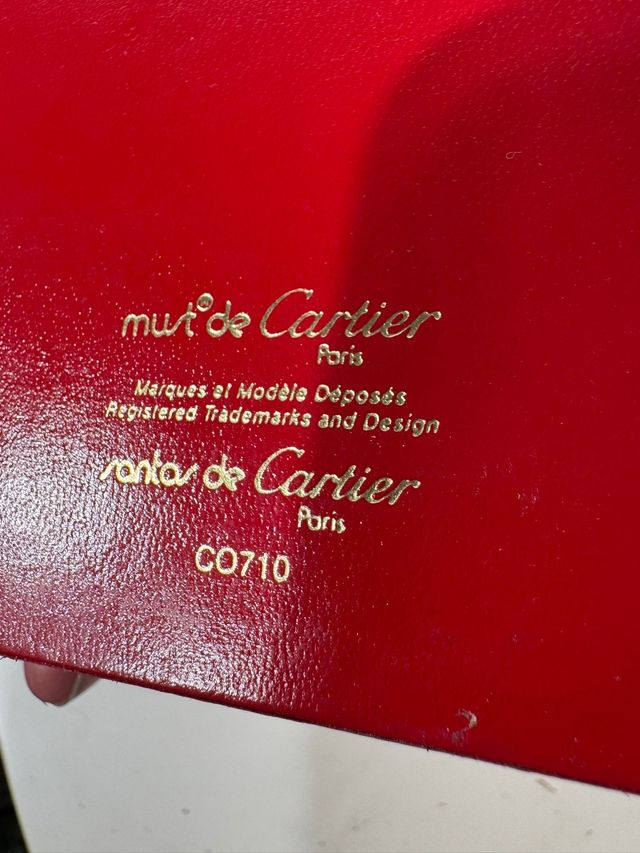 must de Cartier
Paris
Marques et Modèle Déposés
Registered Trademarks and Design
santos de Cartier
Paris
CO710